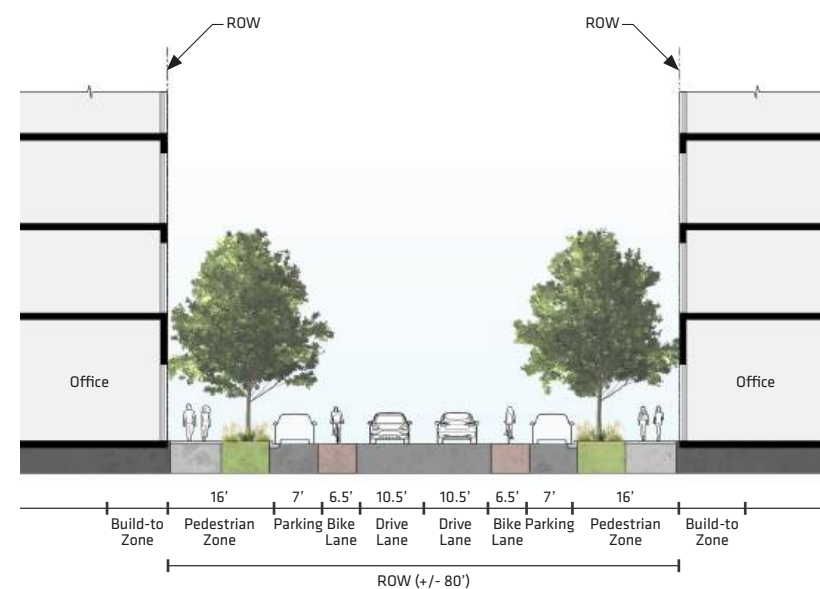 ROW
ROW
Office
Office
16’ 7’ 6.5’ 10.5’ 10.5’ 6.5’ 7’ 16’
Build-to Pedestrian Parking Bike Drive Drive Bike Parking Pedestrian Build-to
Zone Zone Lane Lane Lane Lane Zone Zone
ROW (+/- 80’)